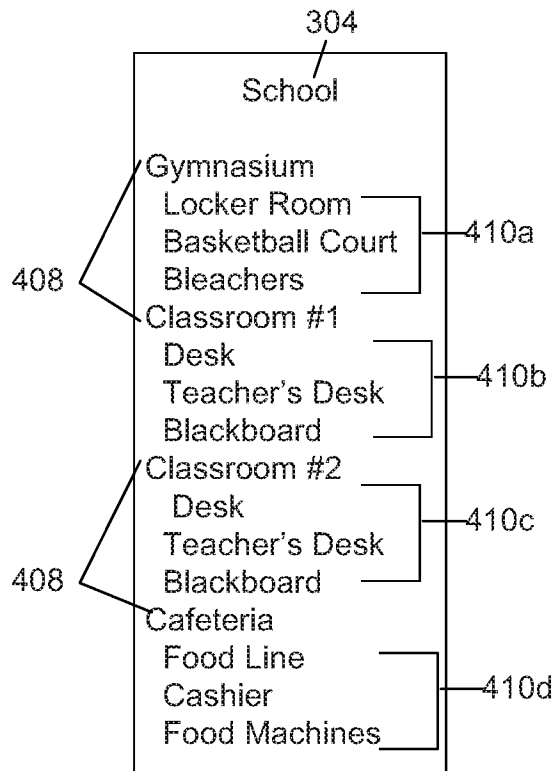 304
School
Gymnasium
Locker Room
Basketball Court
410a
Bleachers
408
Classroom #1
Desk
410b
Teacher's Desk
Blackboard
Classroom #2
Desk
410c
Teacher's Desk
408
Blackboard
Cafeteria
Food Line
410d
Cashier
Food Machines